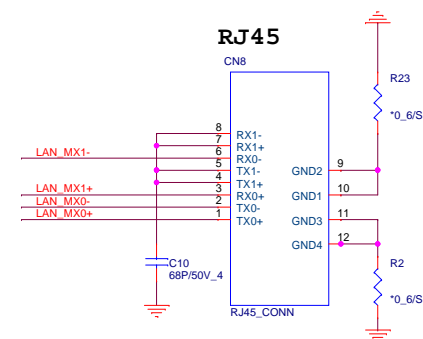 RJ45
CN8
R23
*0_6/S
8 RX1-
7 RX1+
LAN_MX1- 6 RX0-
5 TX1-
4 TX1+
LAN_MX1+ 3 RX0+
LAN_MX0- 2 TX0-
LAN_MX0+ 1 TX0+
GND2 9
GND1 10
GND3 11
GND4 12
C10
68P/50V_4
R2
*0_6/S
RJ45_CONN